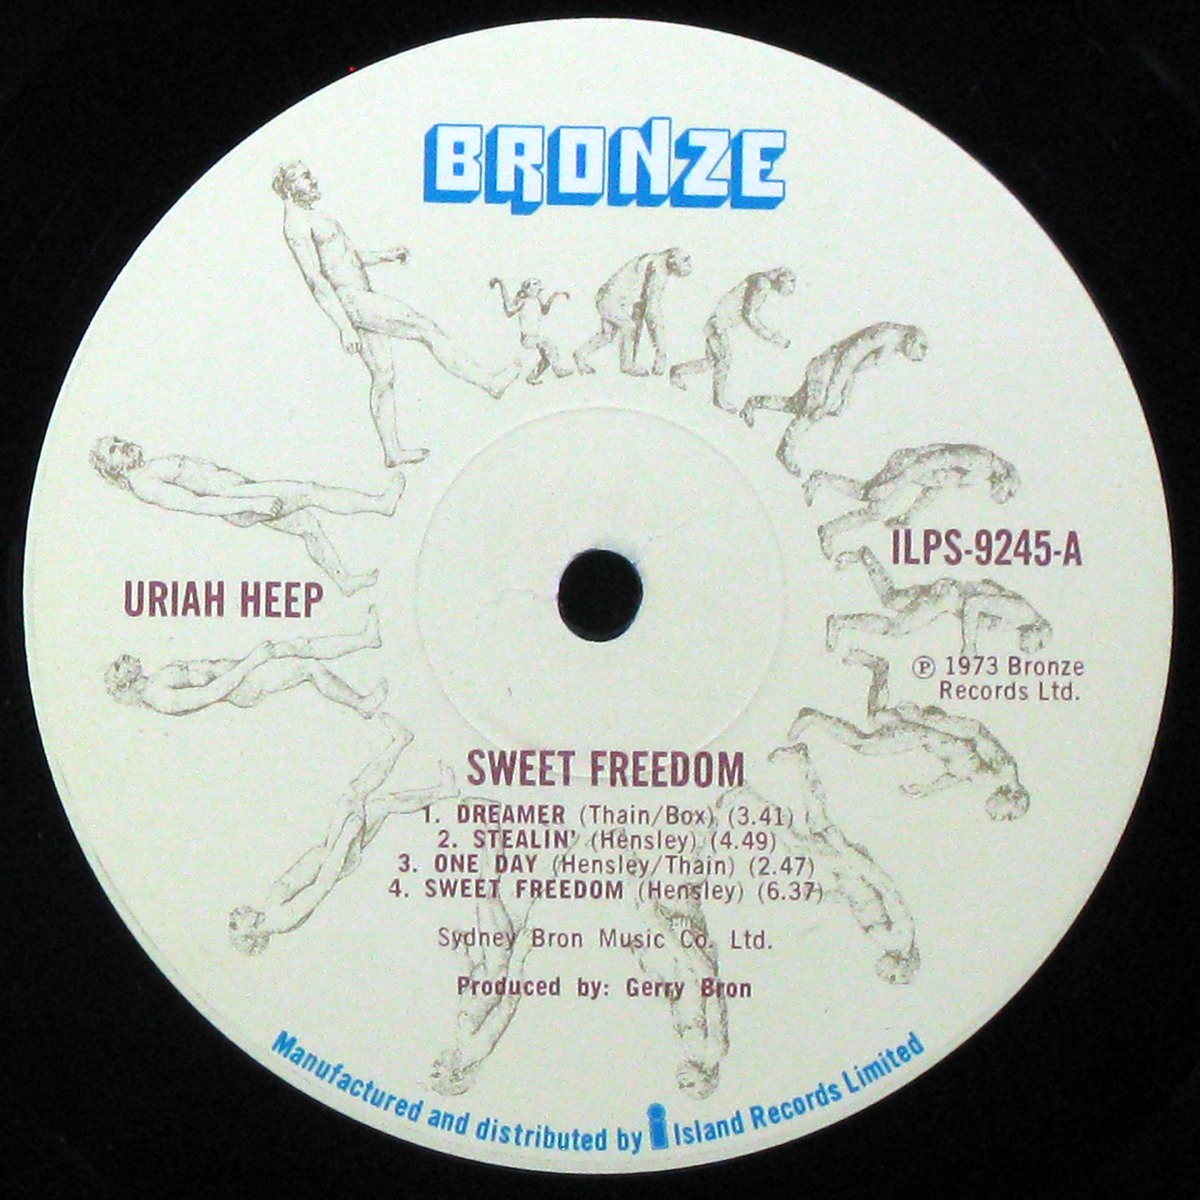 BRONZE
ILPS-9245-A
URIAH HEEP
Ⓟ 1973 Bronze
Records Ltd.
SWEET FREEDOM
1. DREAMER (Thain/Box) (3.41)
2. STEALIN' (Hensley) (4.49)
3. ONE DAY (Hensley/Thain) (2.47)
4. SWEET FREEDOM (Hensley) (6.37)
Sydney Bron Music Co. Ltd.
Produced by: Gerry Bron
Manufactured and distributed by i Island Records Limited